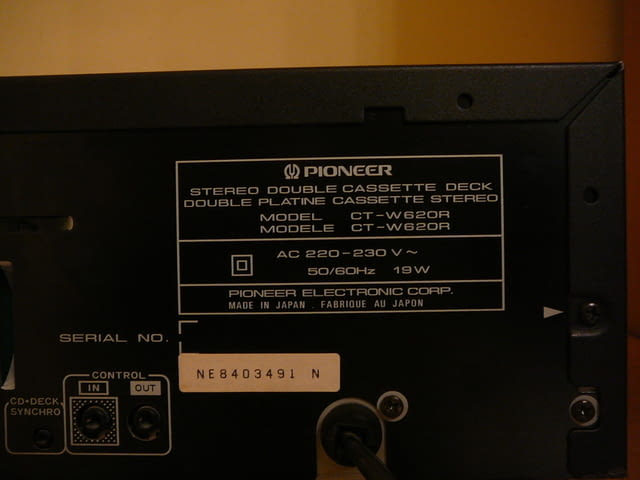 PIONEER
STEREO DOUBLE CASSETTE DECK
DOUBLE PLATINE CASSETTE STEREO
MODEL CT-W620R
MODELE CT-W620R
AC 220-230 V ~
50/60Hz 19W
PIONEER ELECTRONIC CORP.
MADE IN JAPAN . FABRIQUE AU JAPON
SERIAL NO.
NE8403491 N
CONTROL
IN OUT
CD•DECK
SYNCHRO